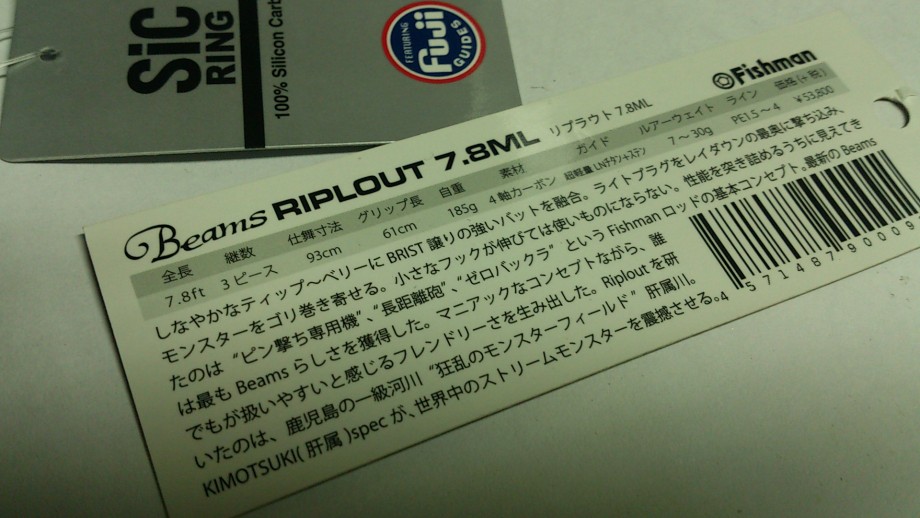 SiC
RING
100% Silicon Carb
FEATURING
Fuji
GUIDES
Fishman
Beams RIPLOUT 7.8ML リプラウト 7.8ML
全長 継数 仕舞寸法 グリップ長 自重 素材 ガイド ルアーウェイト ライン 価格(+税)
7.8ft 3ピース 93cm 61cm 185g 4軸カーボン 超軽量LNチタン+ステン 7～30g PE1.5～4 ¥53,800
しなやかなティップ～ベリーに BRIST 譲りの強いバットを融合。ライトプラグをレイダウンの最奥に撃ち込み、
モンスターをゴリ巻き寄せる。小さなフックが伸びては使いものにならない。性能を突き詰めるうちに見えてき
たのは “ピン撃ち専用機”、“長距離砲”、“ゼロバックラ” という Fishman ロッドの基本コンセプト。最新の Beams
は最も Beams らしさを獲得した。マニアックなコンセプトながら、誰
でもが扱いやすいと感じるフレンドリーさを生み出した。Riplout を研
いたのは、鹿児島の一級河川 “狂乱のモンスターフィールド” 肝属川。
KIMOTSUKI(肝属)spec が、世界中のストリームモンスターを震撼させる。
4 571487 90009